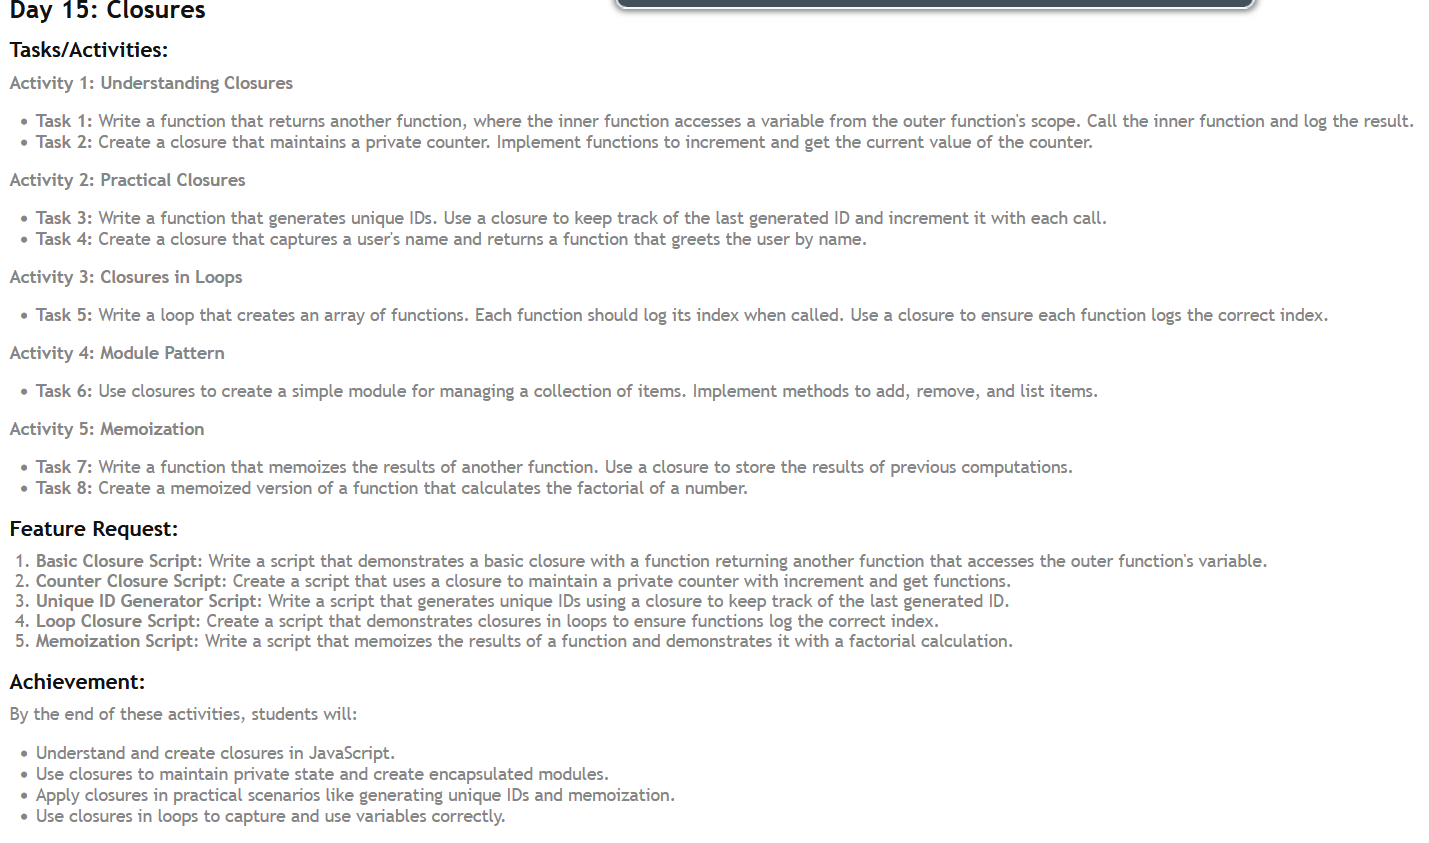 Day 15: Closures
Tasks/Activities:
Activity 1: Understanding Closures
• Task 1: Write a function that returns another function, where the inner function accesses a variable from the outer function's scope. Call the inner function and log the result.
• Task 2: Create a closure that maintains a private counter. Implement functions to increment and get the current value of the counter.
Activity 2: Practical Closures
• Task 3: Write a function that generates unique IDs. Use a closure to keep track of the last generated ID and increment it with each call.
• Task 4: Create a closure that captures a user's name and returns a function that greets the user by name.
Activity 3: Closures in Loops
• Task 5: Write a loop that creates an array of functions. Each function should log its index when called. Use a closure to ensure each function logs the correct index.
Activity 4: Module Pattern
• Task 6: Use closures to create a simple module for managing a collection of items. Implement methods to add, remove, and list items.
Activity 5: Memoization
• Task 7: Write a function that memoizes the results of another function. Use a closure to store the results of previous computations.
• Task 8: Create a memoized version of a function that calculates the factorial of a number.
Feature Request:
1. Basic Closure Script: Write a script that demonstrates a basic closure with a function returning another function that accesses the outer function's variable.
2. Counter Closure Script: Create a script that uses a closure to maintain a private counter with increment and get functions.
3. Unique ID Generator Script: Write a script that generates unique IDs using a closure to keep track of the last generated ID.
4. Loop Closure Script: Create a script that demonstrates closures in loops to ensure functions log the correct index.
5. Memoization Script: Write a script that memoizes the results of a function and demonstrates it with a factorial calculation.
Achievement:
By the end of these activities, students will:
• Understand and create closures in JavaScript.
• Use closures to maintain private state and create encapsulated modules.
• Apply closures in practical scenarios like generating unique IDs and memoization.
• Use closures in loops to capture and use variables correctly.